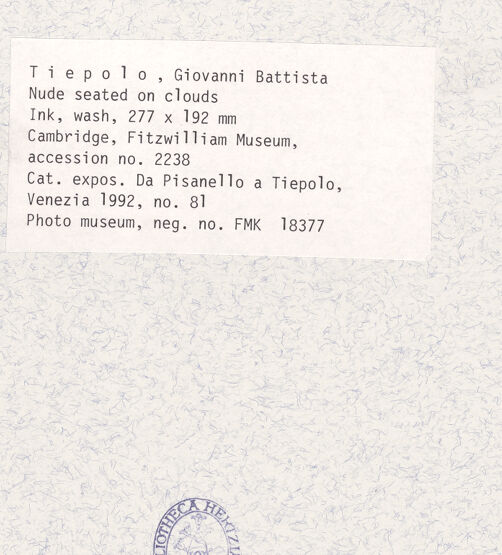 T i e p o l o , Giovanni Battista
Nude seated on clouds
Ink, wash, 277 x 192 mm
Cambridge, Fitzwilliam Museum,
accession no. 2238
Cat. expos. Da Pisanello a Tiepolo,
Venezia 1992, no. 81
Photo museum, neg. no. FMK  18377